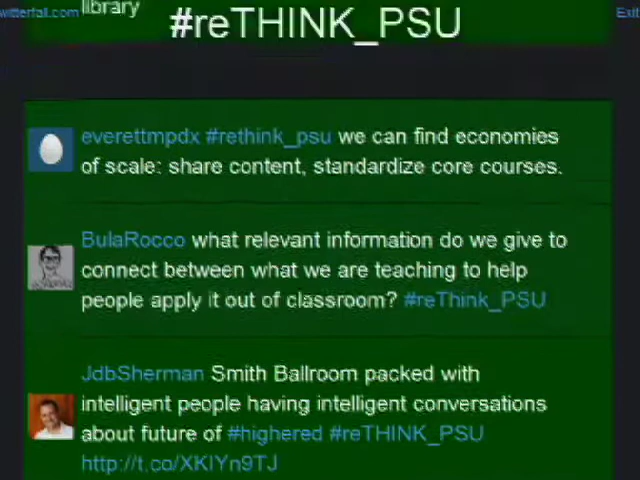 witterfall.com
library
Exit
#reTHINK_PSU
everettmpdx #rethink_psu we can find economies
of scale: share content, standardize core courses.
BulaRocco what relevant information do we give to
connect between what we are teaching to help
people apply it out of classroom? #reThink_PSU
JdbSherman Smith Ballroom packed with
intelligent people having intelligent conversations
about future of #highered #reTHINK_PSU
http://t.co/XKIYn9TJ